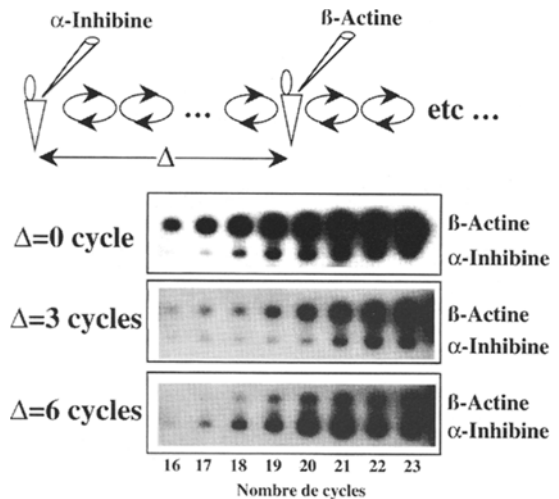 α-Inhibine
ß-Actine
... etc ...
Δ
Δ=0 cycle
ß-Actine
α-Inhibine
Δ=3 cycles
ß-Actine
α-Inhibine
Δ=6 cycles
ß-Actine
α-Inhibine
16 17 18 19 20 21 22 23
Nombre de cycles